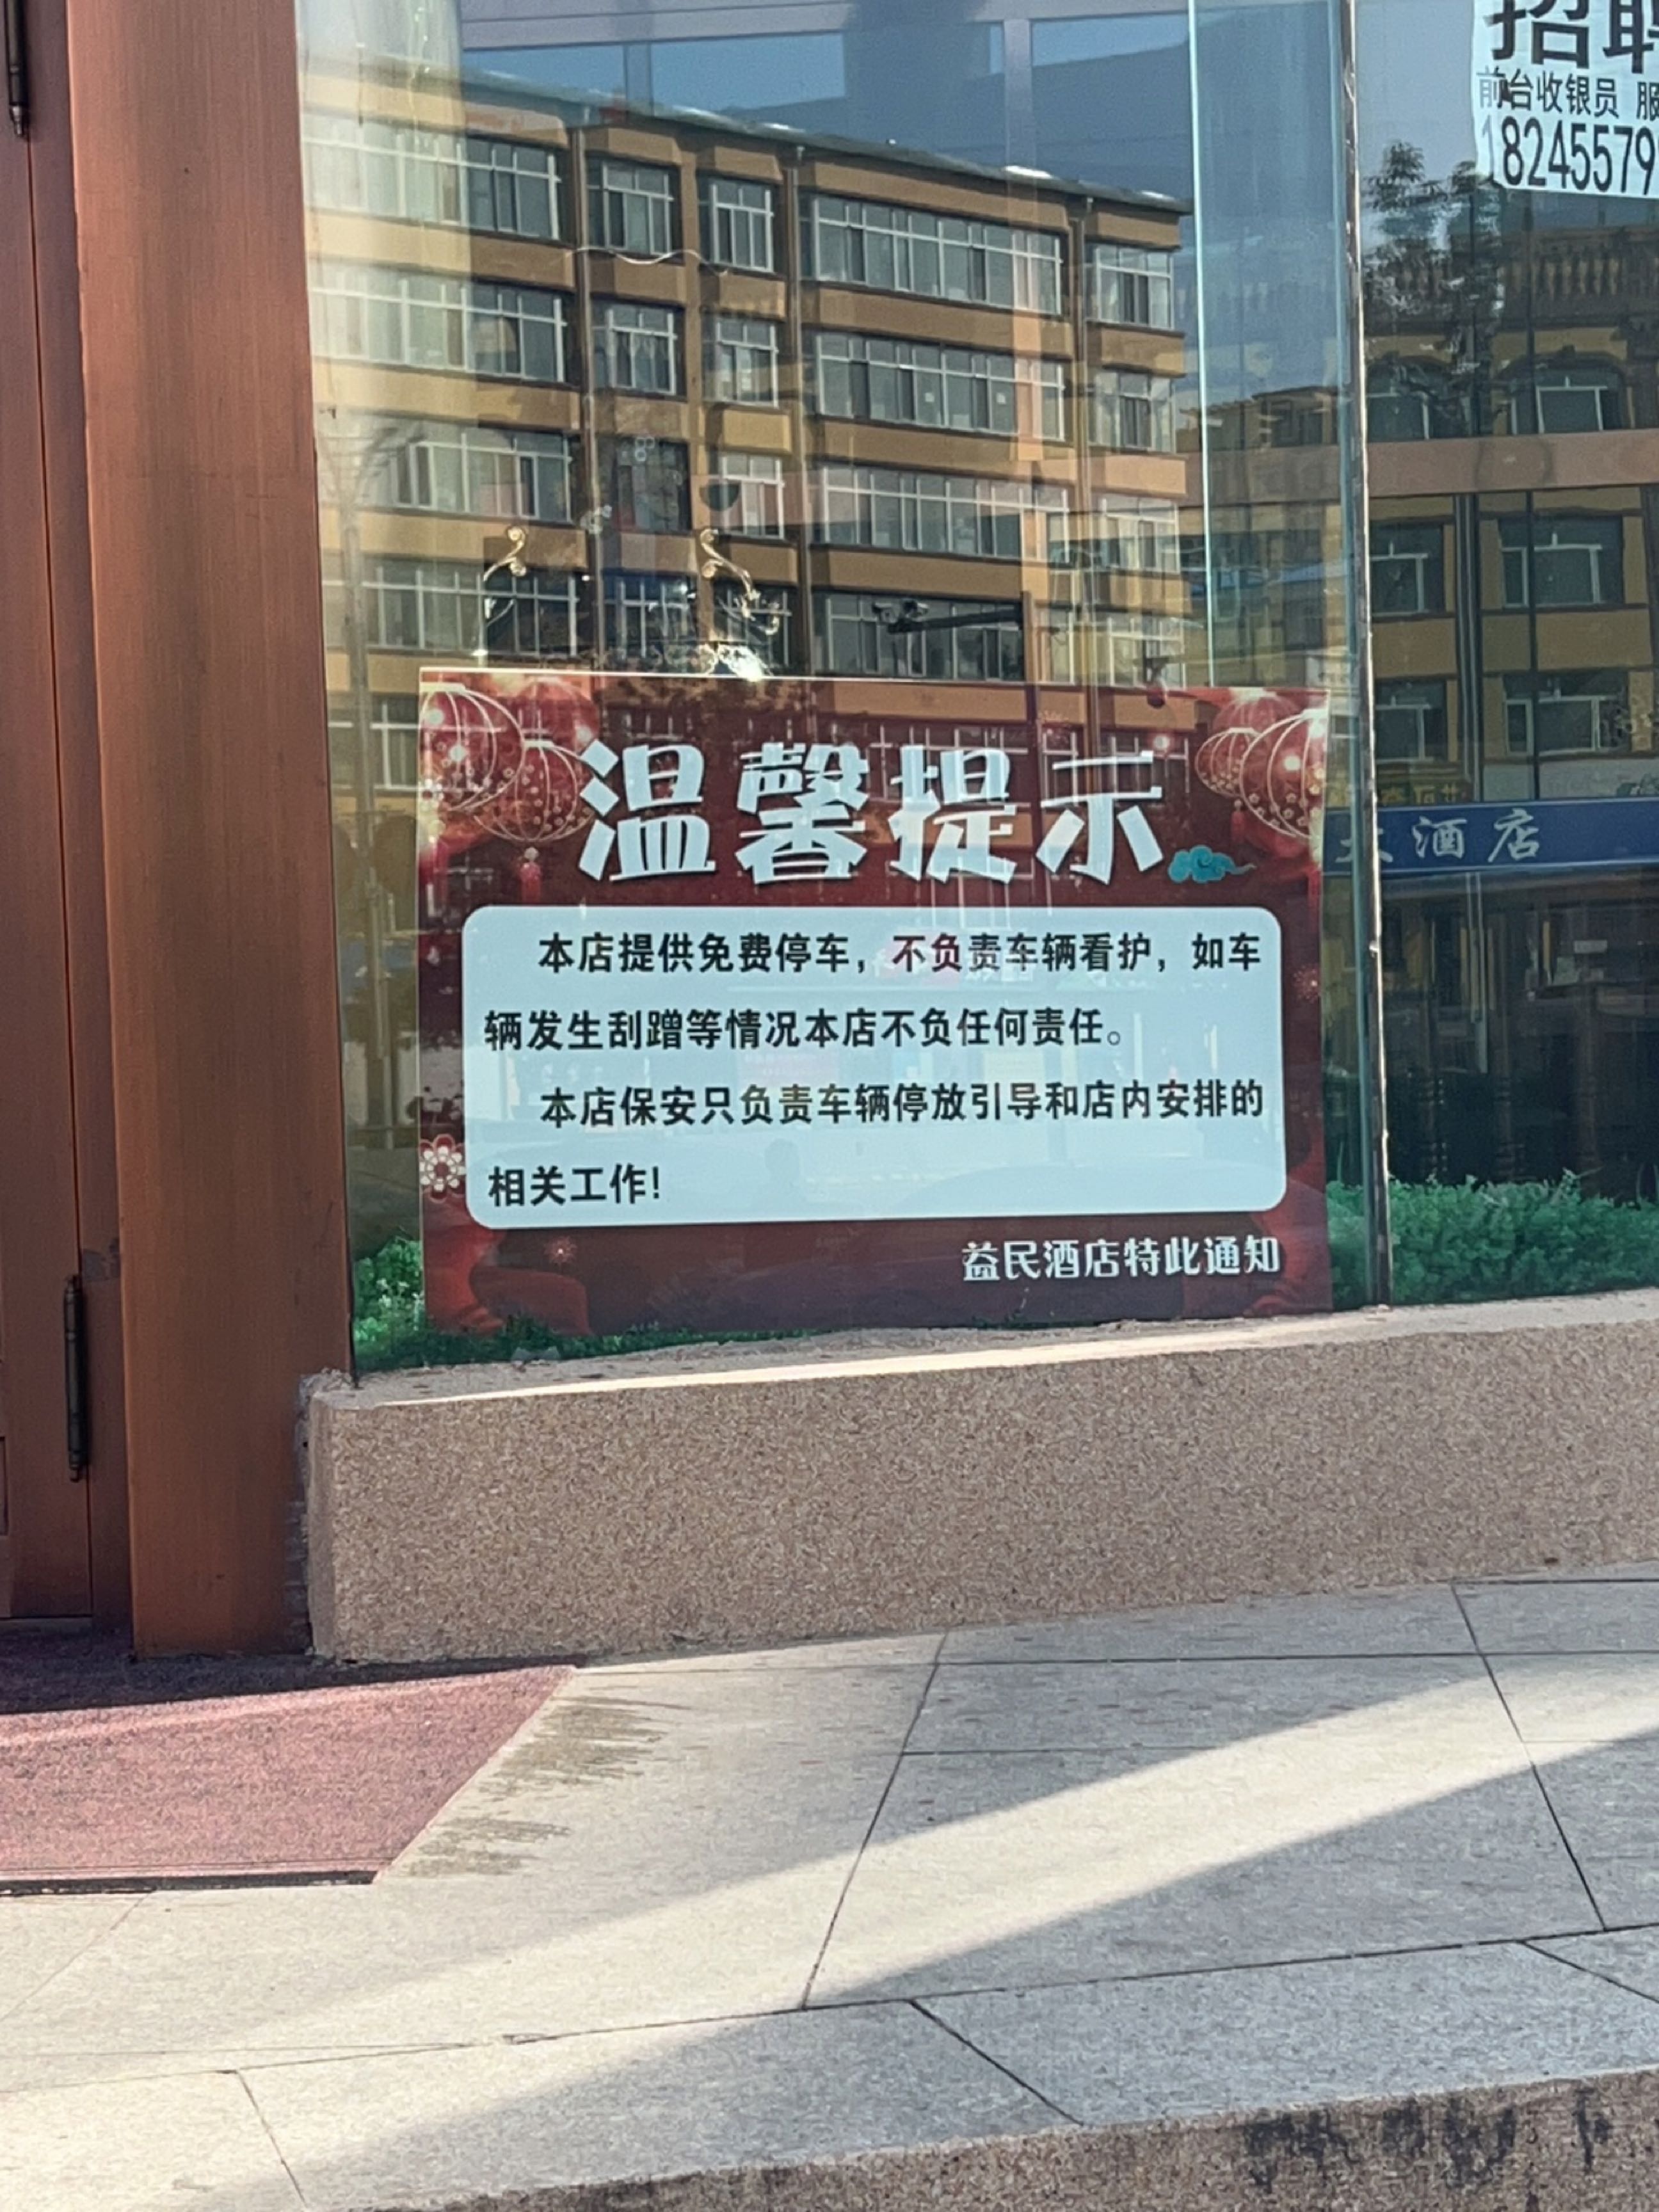 招聘
前台收银员 服
18245579
温馨提示
本店提供免费停车，不负责车辆看护，如车
辆发生刮蹭等情况本店不负任何责任。
本店保安只负责车辆停放引导和店内安排的
相关工作！
益民酒店特此通知
大酒店